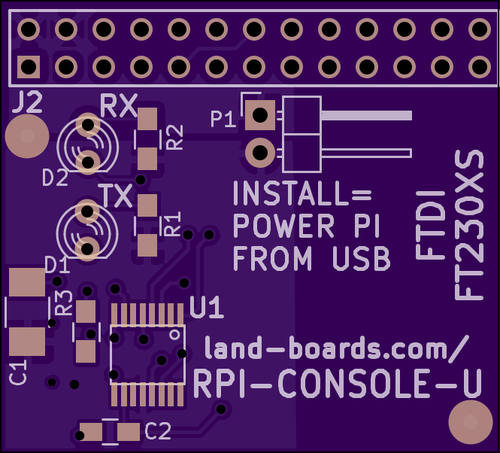 J2
RX
P1
R2
D2
TX
INSTALL=
POWER PI
FROM USB
FTDI
FT230XS
R1
D1
R3
U1
C1
land-boards.com/
RPI-CONSOLE-U
C2